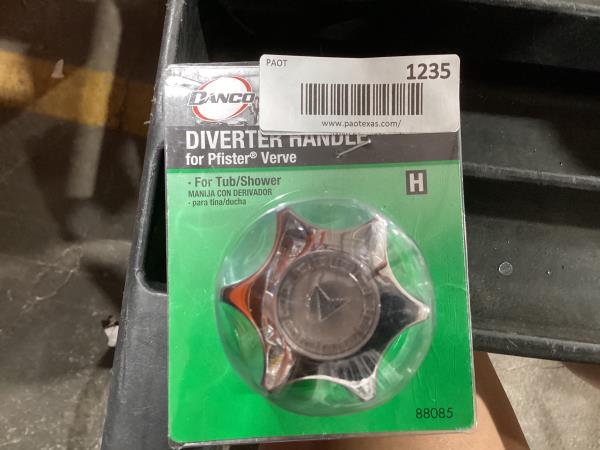 PAOT
1235
www.paotexas.com/
DANCO
DIVERTER HANDLE
for Pfister® Verve
• For Tub/Shower
MANIJA CON DERIVADOR
• para tina/ducha
H
88085